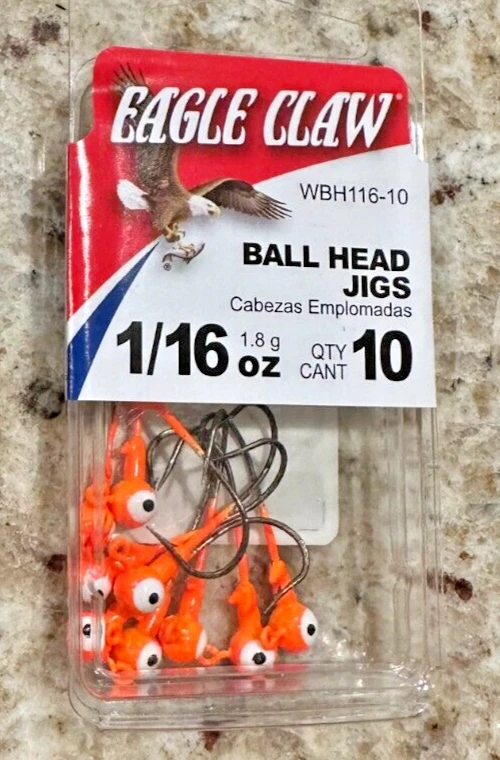 EAGLE CLAW®
WBH116-10
®
BALL HEAD
JIGS
Cabezas Emplomadas
1/16 oz 1.8 g
QTY
CANT 10